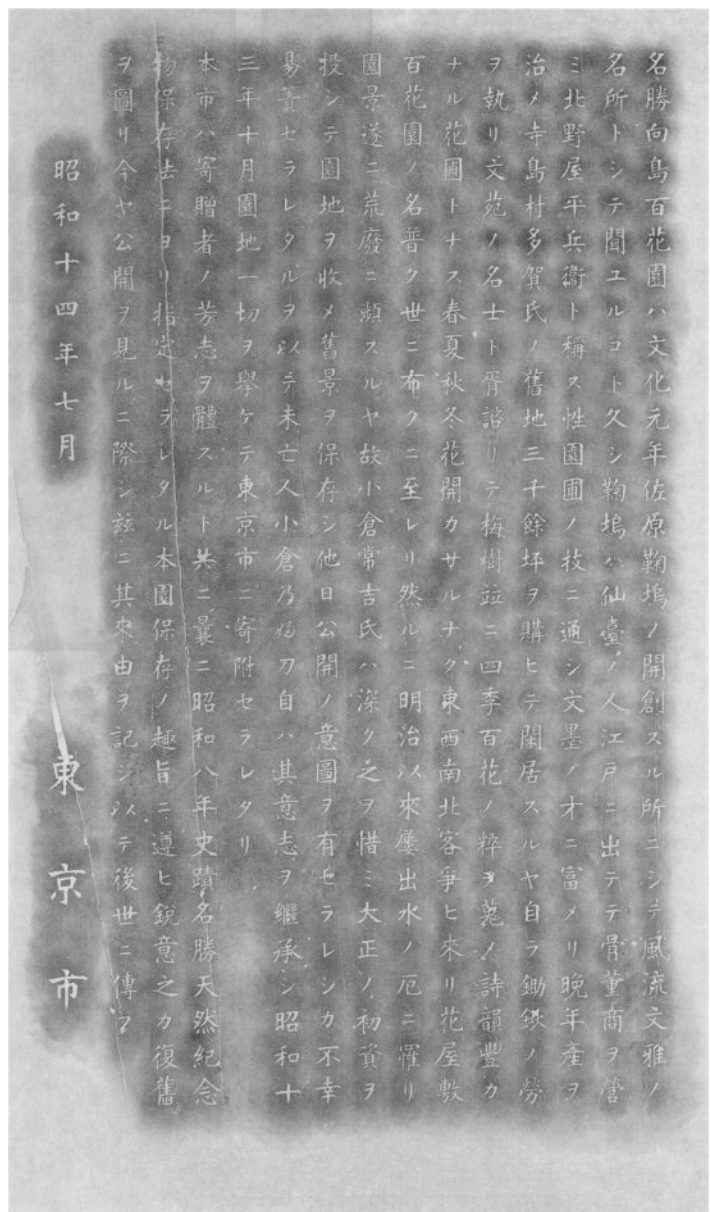 名勝向島百花園ハ文化元年佐原鞠塢ノ開創スル所ニシテ風流文雅ノ
名所トシテ聞ユルコト久シ鞠塢ハ仙臺ノ人江戸ニ出テテ骨董商ヲ營
ミ北野屋平兵衞ト稱ス性園圃ノ技ニ通シ文墨ノ才ニ富メリ晩年產ヲ
治メ寺島村多賀氏ノ舊地三千餘坪ヲ購ヒテ閑居スルヤ自ラ鋤鍬ノ勞
ヲ執リ文苑ノ名士ト胥諮リテ梅樹竝ニ四季百花ノ粹ヲ蒐メ詩韻豐カ
ナル花圃トナス春夏秋冬花開カサルナク東西南北客爭ヒ來リ花屋敷
百花園ノ名普ク世ニ布クニ至レリ然ルニ明治以來屢出水ノ厄ニ罹リ
園景遂ニ荒廢ニ瀕スルヤ故小倉常吉氏ハ深ク之ヲ惜ミ大正ノ初資ヲ
投シテ園地ヲ收メ舊景ヲ保存シ他日公開ノ意圖ヲ有セラレシカ不幸
易簀セラレタルヲ以テ未亡人小倉乃ぶ刀自ハ其意志ヲ繼承シ昭和十
三年十月園地一切ヲ擧ケテ東京市ニ寄附セラレタリ
本市ハ寄贈者ノ芳志ヲ體スルト共ニ曩ニ昭和八年史蹟名勝天然紀念
物保存法ニヨリ指定セラレタル本園保存ノ趣旨ニ遵ヒ銳意之カ復舊
ヲ圖リ今ヤ公開ヲ見ルニ際シ茲ニ其來由ヲ記シ以テ後世ニ傳フ
昭和十四年七月
東京市